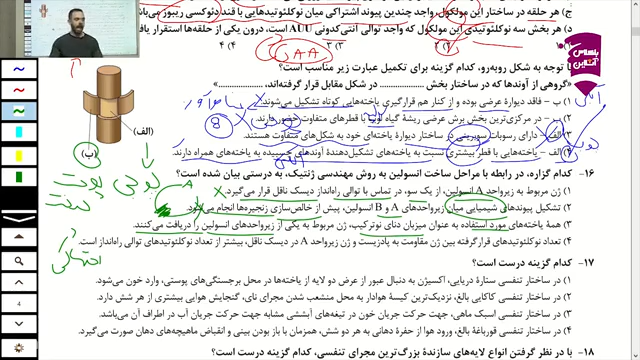 ج) هر حلقه در ساختار این مولکول، واجد چندین پیوند اشتراکی میان نوکلئوتیدهایی با قند دئوکسی ریبوز
د) هر بخش سه نوکلئوتیدی این مولکول که واجد توالی آنتی‌کدونی AUU است، درون یکی از حلقه‌ها استقرار
۱) ۱ ۲) ۲ ۳) ۳ ۴) ۴
UAA
با توجه به شکل روبه‌رو، کدام گزینه برای تکمیل عبارت زیر مناسب است؟
گروهی از آوندها که در ساختار بخش در شکل مقابل قرار گرفته‌اند،
۱) ب - فاقد دیوارهٔ عرضی بوده و از کنار هم قرارگیری یاخته‌هایی کوتاه تشکیل می‌شوند.
۲) ب - در مرکزی‌ترین بخش برش عرضی ریشهٔ گیاه لوبیا با قطرهای متفاوت حضور دارند.
۳) الف - دارای رسوبات در ساختار دیوارهٔ یاخته‌ای خود به شکل‌های متفاوت هستند.
۴) الف - یاخته‌هایی با قطر بیشتری نسبت به یاخته‌های تشکیل‌دهندهٔ آوندهای چسبیده به یاخته‌های همراه دارند.
(الف)
(ب)
۱۶- کدام گزاره، در رابطه با مراحل ساخت انسولین به روش مهندسی ژنتیک، به درستی بیان شده است؟
۱) ژن مربوط به زیرواحد A انسولین، از یک سو، در تماس با توالی راه‌انداز دیسک ناقل قرار می‌گیرد.
۲) تشکیل پیوندهای شیمیایی میان زیرواحدهای A و B انسولین، پیش از خالص‌سازی زنجیره‌ها انجام می‌شود.
۳) همهٔ یاخته‌های مورد استفاده به عنوان میزبان دنای نوترکیب، ژن مربوط به یکی از زیرواحدهای انسولین را دریافت می‌کنند.
۴) تعداد نوکلئوتیدهای قرارگرفته بین ژن مقاومت به پادزیست و ژن زیرواحد A در دیسک ناقل، بیشتر از تعداد نوکلئوتیدهای توالی راه‌انداز است.
۱۷- کدام گزینه درست است؟
۱) در ساختار تنفسی ستارهٔ دریایی، اکسیژن به دنبال عبور از عرض دو لایه از یاخته‌ها در محل برجستگی‌های پوستی، وارد خون می‌شود.
۲) در ساختار تنفسی کاکایی بالغ، نزدیک‌ترین کیسهٔ هوادار به محل منشعب شدن مجرای نای، گنجایش هوایی بیشتری از هر شش دارد.
۳) در ساختار تنفسی اسبک ماهی، جهت حرکت جریان خون در تیغه‌های آبششی مشابه جهت حرکت جریان آب در اطراف آن می‌باشد.
۴) در ساختار تنفسی قورباغهٔ بالغ، ورود هوا از حفرهٔ دهانی به هر دو شش، همزمان با باز بودن بینی و انقباض ماهیچه‌های دهان صورت می‌گیرد.
۱۸- با در نظر گرفتن انواع لایه‌های سازندهٔ بزرگ‌ترین مجرای تنفسی، کدام گزینه درست است؟